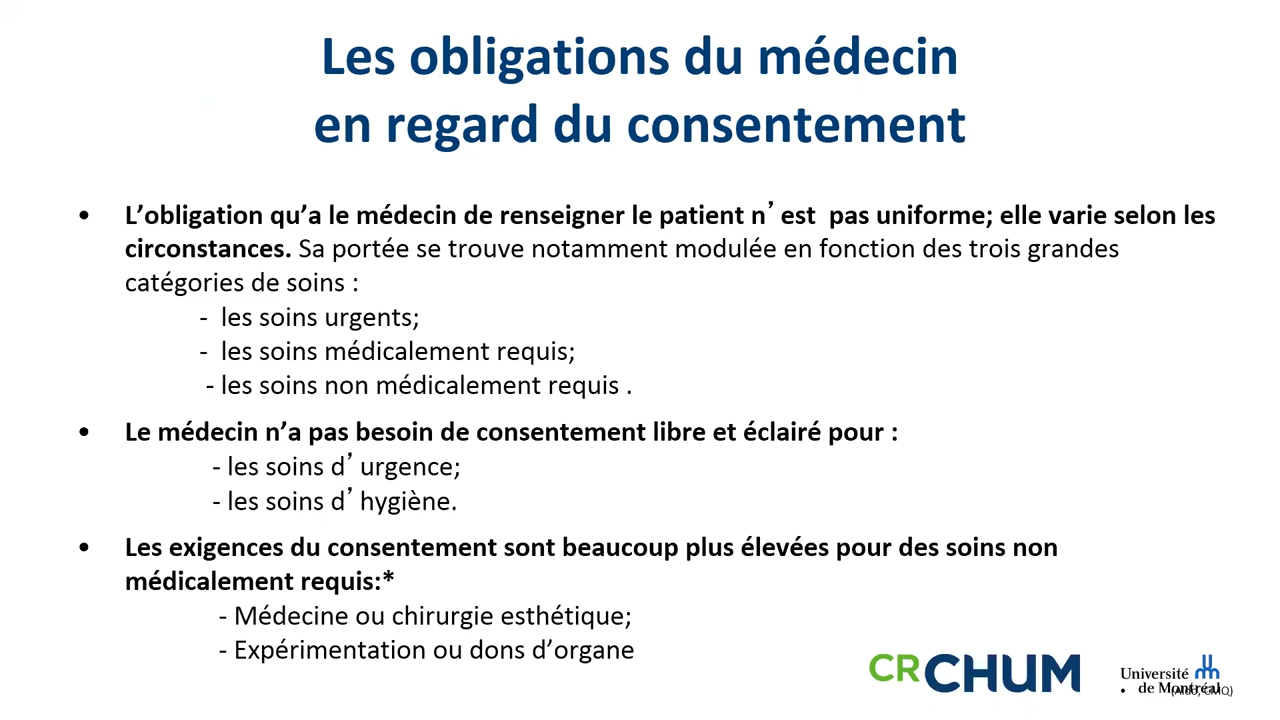 Les obligations du médecin
en regard du consentement
• L’obligation qu’a le médecin de renseigner le patient n’est pas uniforme; elle varie selon les
circonstances. Sa portée se trouve notamment modulée en fonction des trois grandes
catégories de soins :
- les soins urgents;
- les soins médicalement requis;
- les soins non médicalement requis .
• Le médecin n’a pas besoin de consentement libre et éclairé pour :
- les soins d’urgence;
- les soins d’hygiène.
• Les exigences du consentement sont beaucoup plus élevées pour des soins non
médicalement requis:*
- Médecine ou chirurgie esthétique;
- Expérimentation ou dons d’organe
CRCHUM
Université
de Montréal
• CMQ)